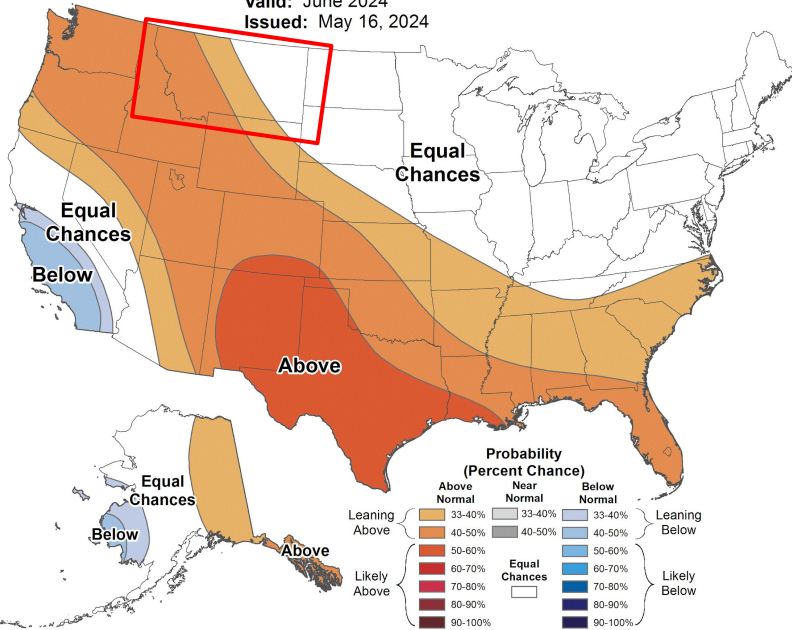 Valid: June 2024
Issued: May 16, 2024
Equal
Chances
Equal
Chances
Below
Above
Equal
Chances
Below
Above
Probability
(Percent Chance)
Above
Normal
Near
Normal
Below
Normal
Leaning
Above
33-40%
40-50%
50-60%
60-70%
70-80%
80-90%
90-100%
Likely
Above
33-40%
40-50%
Equal
Chances
33-40%
40-50%
50-60%
60-70%
70-80%
80-90%
90-100%
Leaning
Below
Likely
Below